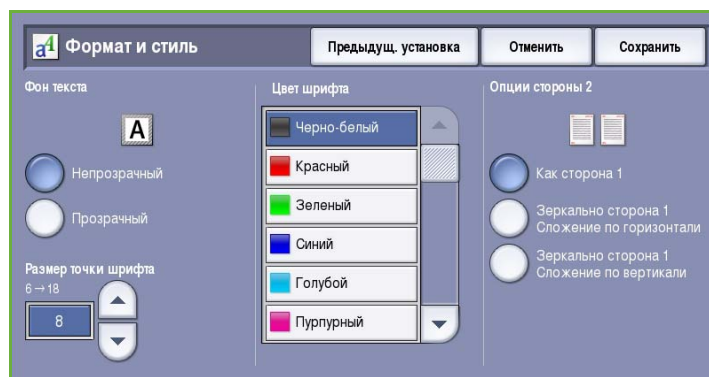 aA Формат и стиль
Предыдущ. установка
Отменить
Сохранить
Фон текста
A
Непрозрачный
Прозрачный
Размер точки шрифта
6→18
8
Цвет шрифта
Черно-белый
Красный
Зеленый
Синий
Голубой
Пурпурный
Опции стороны 2
Как сторона 1
Зеркально сторона 1
Сложение по горизонтали
Зеркально сторона 1
Сложение по вертикали